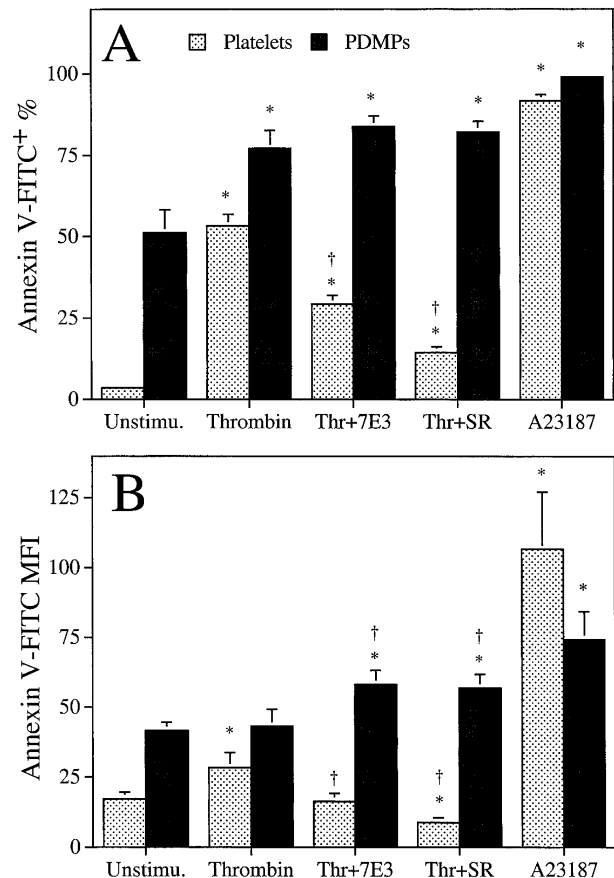 A
Platelets PDMPs
Annexin V-FITC+ %
100
75
50
25
0
* * * * * * * *
† †
Unstimu. Thrombin Thr+7E3 Thr+SR A23187
B
Annexin V-FITC MFI
125
100
75
50
25
0
* * * * * *
† † † †
Unstimu. Thrombin Thr+7E3 Thr+SR A23187